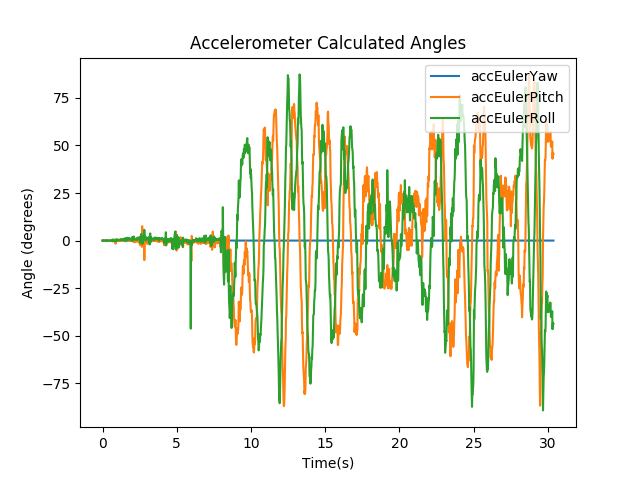 Accelerometer Calculated Angles
accEulerYaw
accEulerPitch
accEulerRoll
Angle (degrees)
75
50
25
0
−25
−50
−75
0 5 10 15 20 25 30
Time(s)